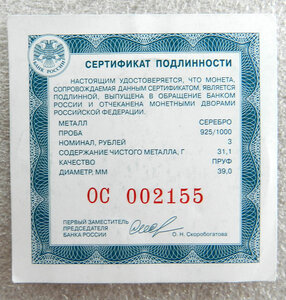 БАНК РОССИИ
СЕРТИФИКАТ ПОДЛИННОСТИ
НАСТОЯЩИМ УДОСТОВЕРЯЕТСЯ, ЧТО МОНЕТА,
СОПРОВОЖДАЕМАЯ ДАННЫМ СЕРТИФИКАТОМ, ЯВЛЯЕТСЯ
ПОДЛИННОЙ, ВЫПУЩЕНА В ОБРАЩЕНИЕ БАНКОМ
РОССИИ И ОТЧЕКАНЕНА МОНЕТНЫМИ ДВОРАМИ
РОССИЙСКОЙ ФЕДЕРАЦИИ.
МЕТАЛЛ СЕРЕБРО
ПРОБА 925/1000
НОМИНАЛ, РУБЛЕЙ 3
СОДЕРЖАНИЕ ЧИСТОГО МЕТАЛЛА, Г 31,1
КАЧЕСТВО ПРУФ
ДИАМЕТР, ММ 39,0
ОС 002155
ПЕРВЫЙ ЗАМЕСТИТЕЛЬ
ПРЕДСЕДАТЕЛЯ
БАНКА РОССИИ О. Н. Скоробогатова